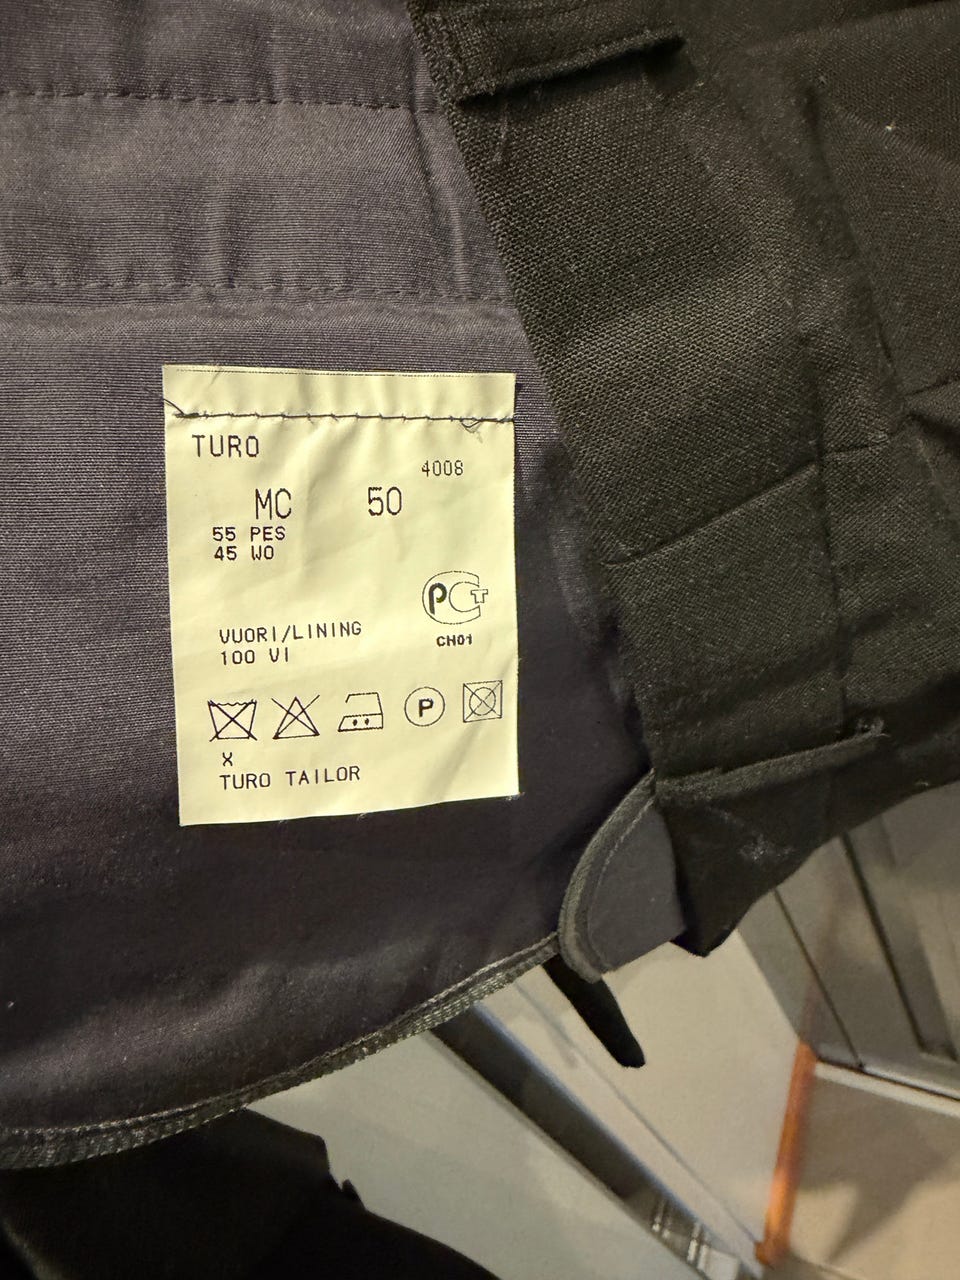 TURO
4008
MC 50
55 PES
45 WO
PCT
CH01
VUORI/LINING
100 VI
P
X
TURO TAILOR